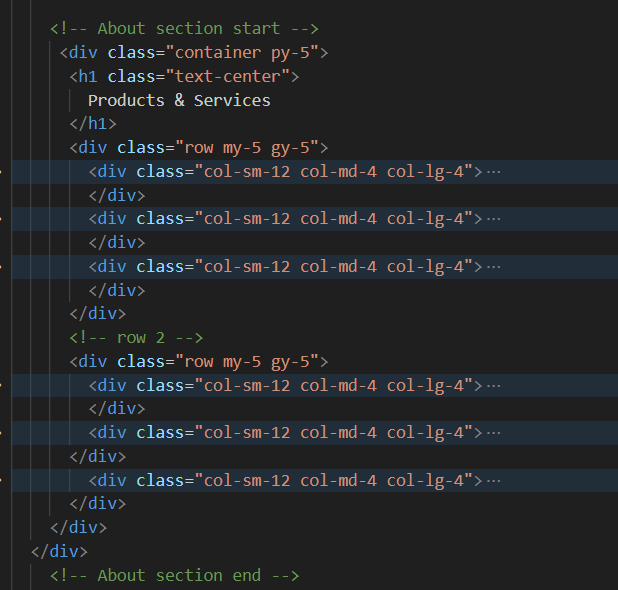 <!-- About section start -->
<div class="container py-5">
<h1 class="text-center">
Products & Services
</h1>
<div class="row my-5 gy-5">
<div class="col-sm-12 col-md-4 col-lg-4">…
</div>
<div class="col-sm-12 col-md-4 col-lg-4">…
</div>
<div class="col-sm-12 col-md-4 col-lg-4">…
</div>
</div>
<!-- row 2 -->
<div class="row my-5 gy-5">
<div class="col-sm-12 col-md-4 col-lg-4">…
</div>
<div class="col-sm-12 col-md-4 col-lg-4">…
</div>
<div class="col-sm-12 col-md-4 col-lg-4">…
</div>
</div>
</div>
<!-- About section end -->